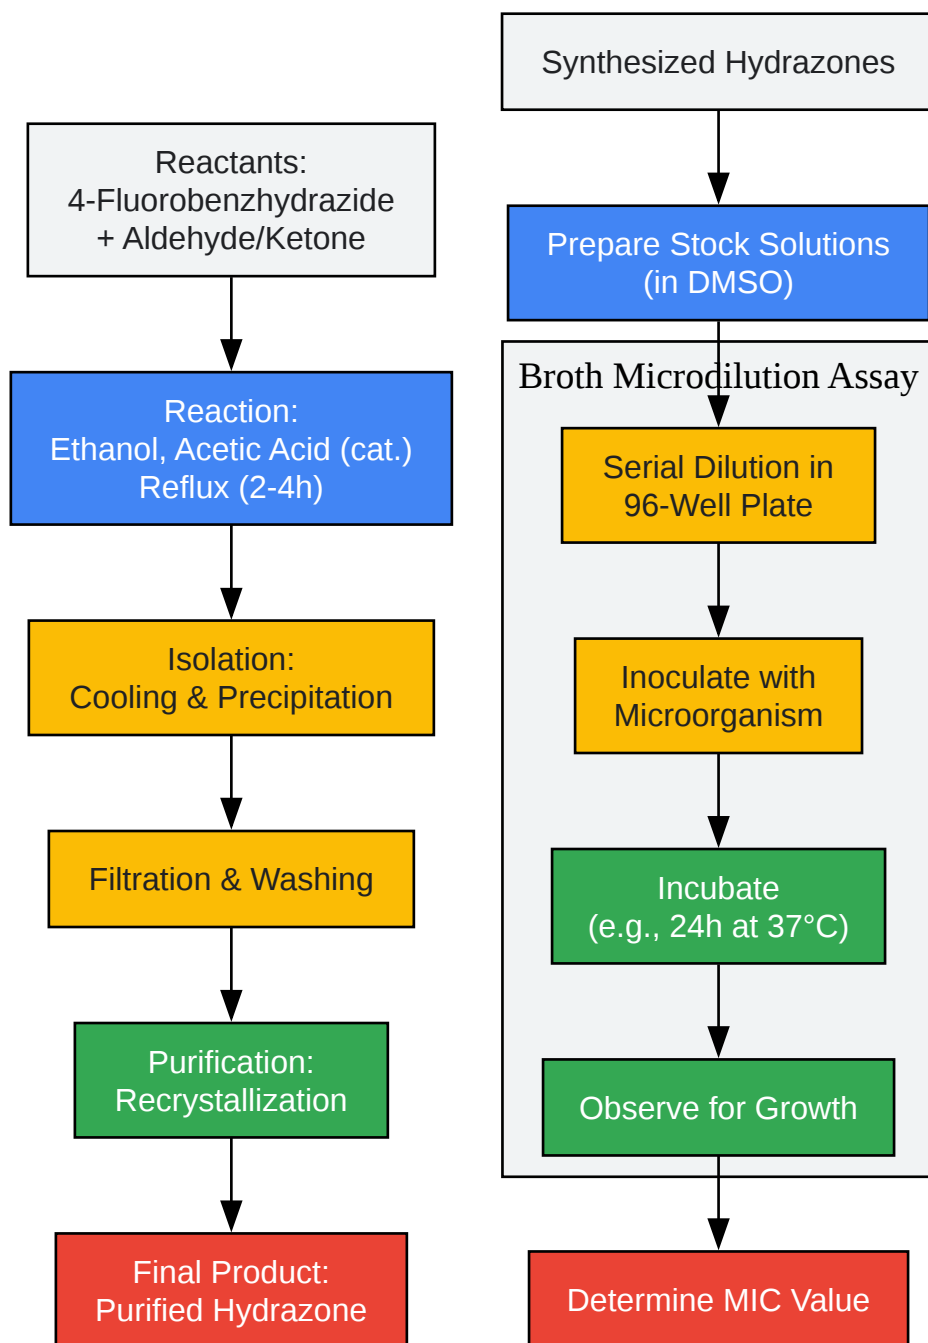 Reactants:
4-Fluorobenzhydrazide
+ Aldehyde/Ketone
Reaction:
Ethanol, Acetic Acid (cat.)
Reflux (2-4h)
Isolation:
Cooling & Precipitation
Filtration & Washing
Purification:
Recrystallization
Final Product:
Purified Hydrazone
Synthesized Hydrazones
Prepare Stock Solutions
(in DMSO)
Broth Microdilution Assay
Serial Dilution in
96-Well Plate
Inoculate with
Microorganism
Incubate
(e.g., 24h at 37°C)
Observe for Growth
Determine MIC Value